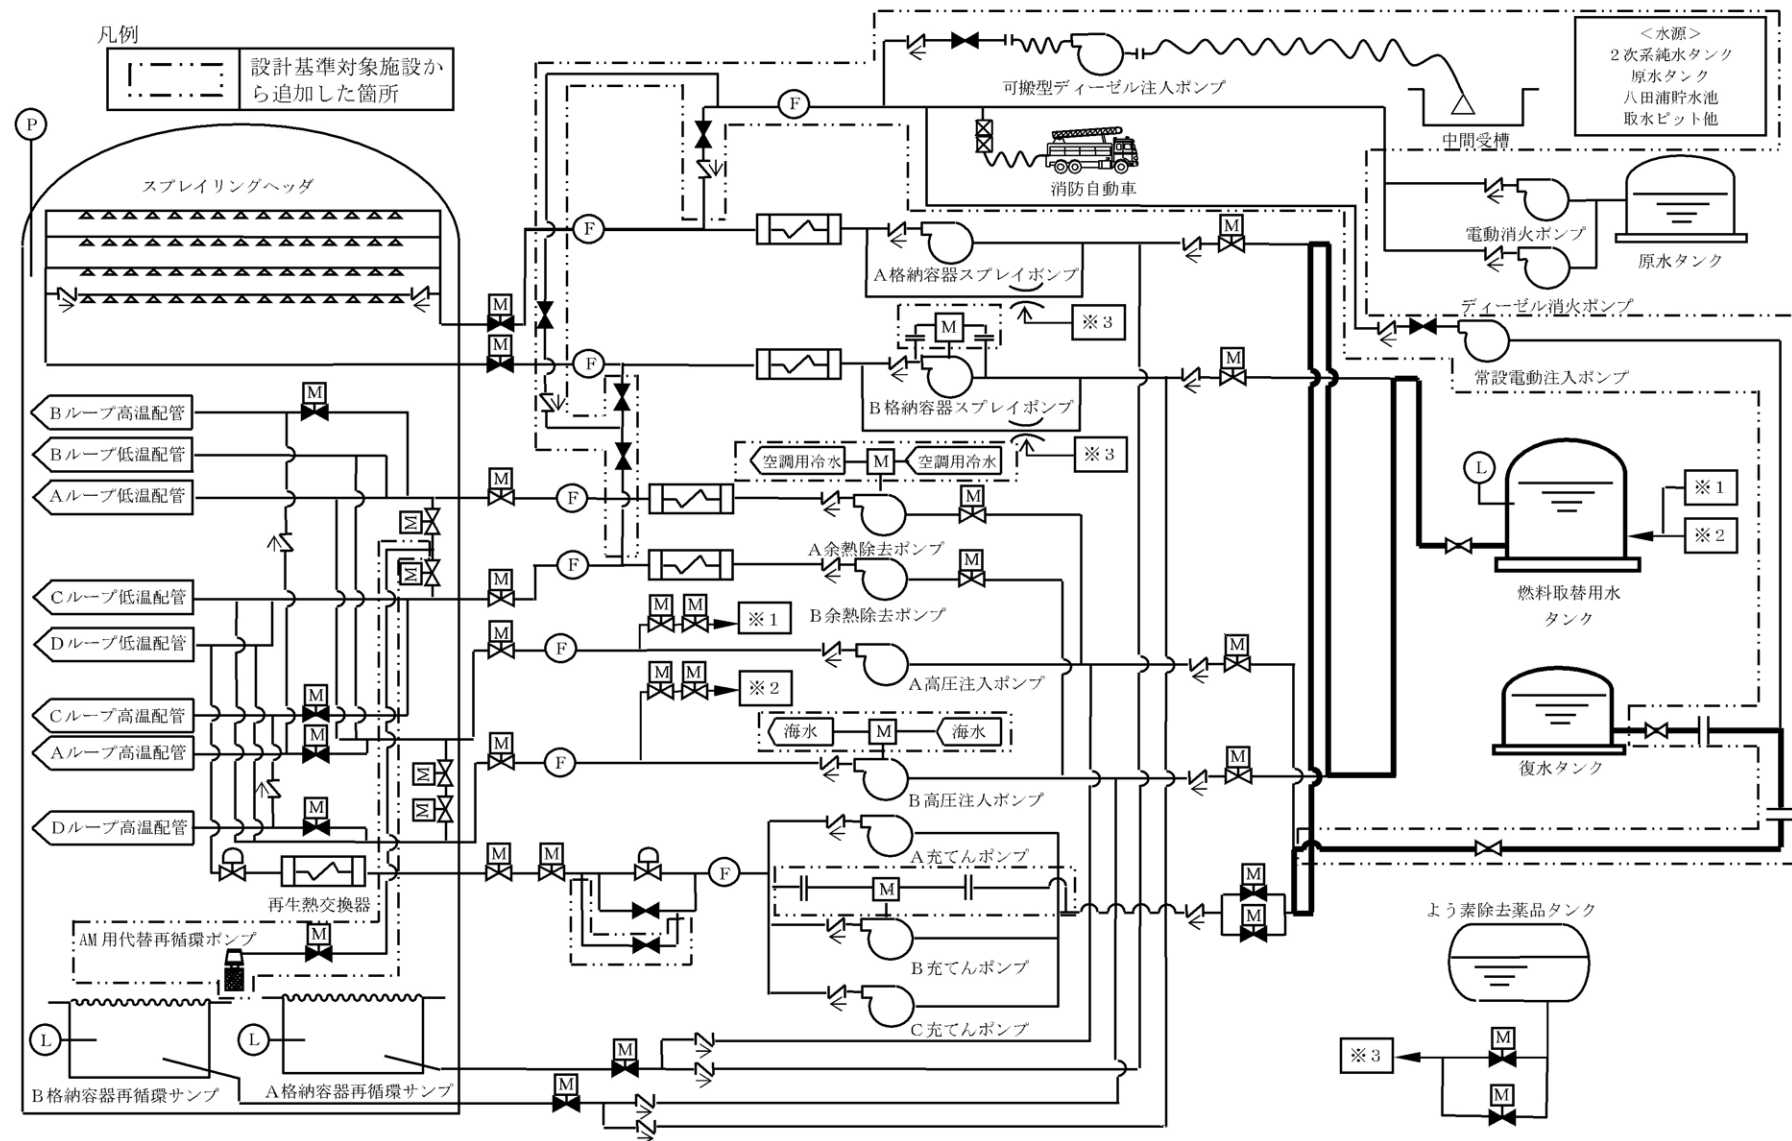 凡例
設計基準対象施設か
ら追加した箇所
P
スプレイリングヘッダ
M
M
Bループ高温配管
M
Bループ低温配管
Aループ低温配管
M
M
M
Cループ低温配管
M
Dループ低温配管
M
Cループ高温配管
M
Aループ高温配管
M
M
M
M
Dループ高温配管
M
再生熱交換器
M
M
AM用代替再循環ポンプ
M
L
L
B格納容器再循環サンプ
A格納容器再循環サンプ
M
M
F
F
F
F
F
F
F
F
可搬型ディーゼル注入ポンプ
消防自動車
中間受槽
<水源>
2次系純水タンク
原水タンク
八田浦貯水池
取水ピット他
電動消火ポンプ
ディーゼル消火ポンプ
原水タンク
常設電動注入ポンプ
A格納容器スプレイポンプ
M
※3
M
B格納容器スプレイポンプ
M
※3
空調用冷水
M
空調用冷水
M
A余熱除去ポンプ
M
B余熱除去ポンプ
M
M
※1
A高圧注入ポンプ
M
M
M
※2
海水
M
海水
B高圧注入ポンプ
M
A充てんポンプ
M
B充てんポンプ
C充てんポンプ
M
M
L
※1
※2
燃料取替用水
タンク
復水タンク
よう素除去薬品タンク
※3
M
M